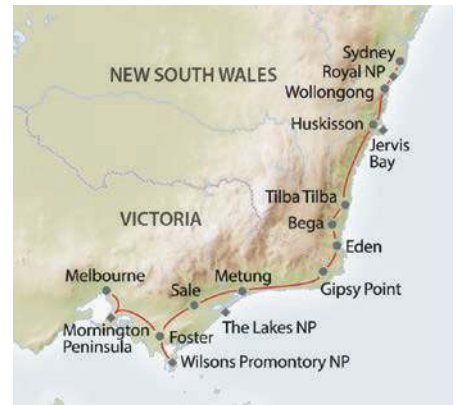 Sydney
Royal NP
NEW SOUTH WALES
Wollongong
Huskisson
Jervis
Bay
Tilba Tilba
VICTORIA
Bega
Eden
Melbourne
Metung
Sale
Gipsy Point
Mornington
Peninsula
The Lakes NP
Foster
Wilsons Promontory NP